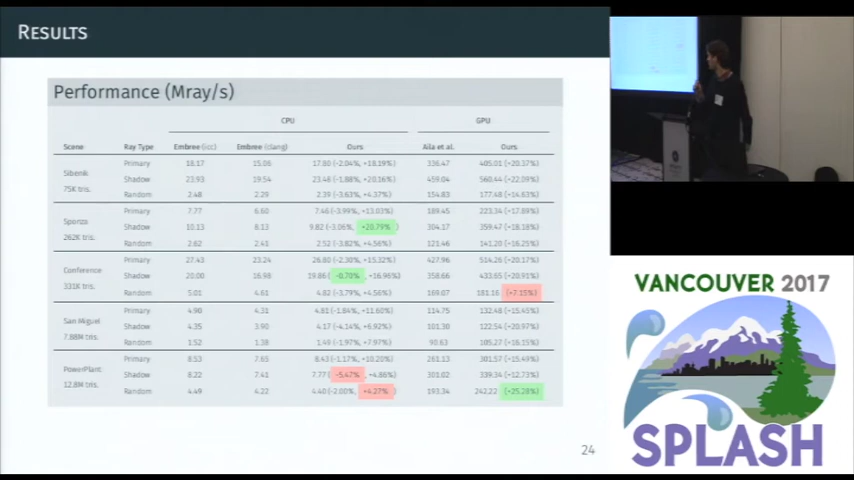 RESULTS
Performance (Mray/s)
CPU GPU
Scene Ray Type Embree (icc) Embree (clang) Ours Aila et al. Ours
Primary 18.17 15.06 17.80 (-2.04%, +18.19%) 336.47 405.01 (+20.37%)
Sibenik
Shadow 23.93 19.54 23.48 (-1.88%, +20.16%) 459.04 560.44 (+22.09%)
75K tris.
Random 2.48 2.29 2.39 (-3.63%, +4.37%) 154.83 177.48 (+14.63%)
Primary 7.77 6.60 7.46 (-3.99%, +13.03%) 189.45 223.34 (+17.89%)
Sponza
Shadow 10.13 8.13 9.82 (-3.06%, +20.79%) 304.17 359.47 (+18.18%)
262K tris.
Random 2.62 2.41 2.52 (-3.82%, +4.56%) 121.46 141.20 (+16.25%)
Primary 27.43 23.24 26.80 (-2.30%, +15.32%) 427.96 514.26 (+20.17%)
Conference
Shadow 20.00 16.98 19.86 (-0.70%, +16.96%) 358.66 433.65 (+20.91%)
331K tris.
Random 5.01 4.61 4.82 (-3.79%, +4.56%) 169.07 181.16 (+7.15%)
Primary 4.90 4.31 4.81 (-1.84%, +11.60%) 114.75 132.48 (+15.45%)
San Miguel
Shadow 4.35 3.90 4.17 (-4.14%, +6.92%) 101.30 122.54 (+20.97%)
7.88M tris.
Random 1.52 1.38 1.49 (-1.97%, +7.97%) 90.63 105.27 (+16.15%)
Primary 8.53 7.65 8.43 (-1.17%, +10.20%) 261.13 301.57 (+15.49%)
PowerPlant
Shadow 8.22 7.41 7.77 (-5.47%, +4.86%) 301.02 339.34 (+12.73%)
12.8M tris.
Random 4.49 4.22 4.40 (-2.00%, +4.27%) 193.34 242.22 (+25.28%)
24
VANCOUVER 2017
SPLASH